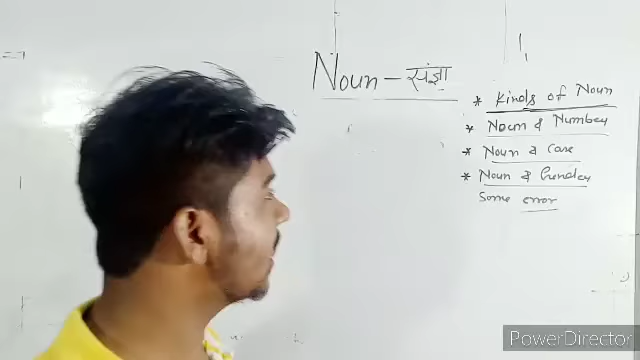 Noun - संज्ञा
* Kinds of Noun
* Noun & Number
* Noun & Case
* Noun & Gender
Some error
PowerDirector